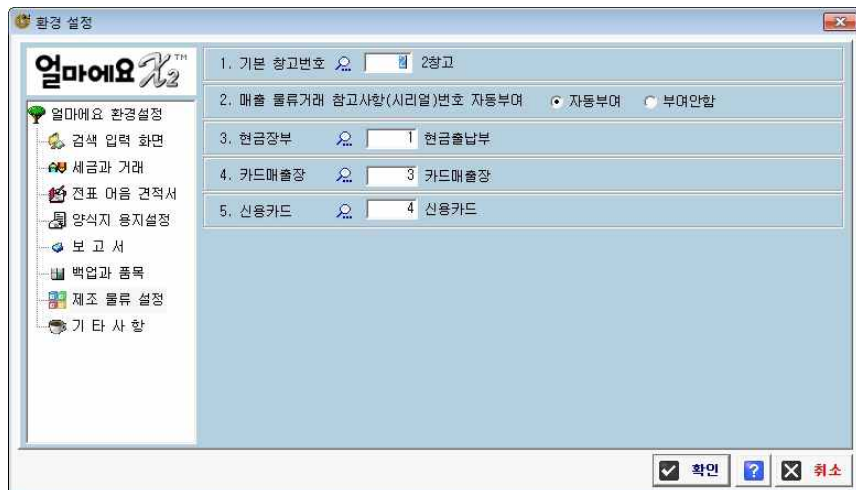 환경 설정
얼마에요 X2™
얼마에요 환경설정
검색 입력 화면
세금과 거래
전표 어음 견적서
양식지 용지설정
보 고 서
백업과 품목
제조 물류 설정
기 타 사 항
1. 기본 창고번호 2 2창고
2. 매출 물류거래 참고사항(시리얼)번호 자동부여 자동부여 부여안함
3. 현금장부 1 현금출납부
4. 카드매출장 3 카드매출장
5. 신용카드 4 신용카드
확인 ? 취소